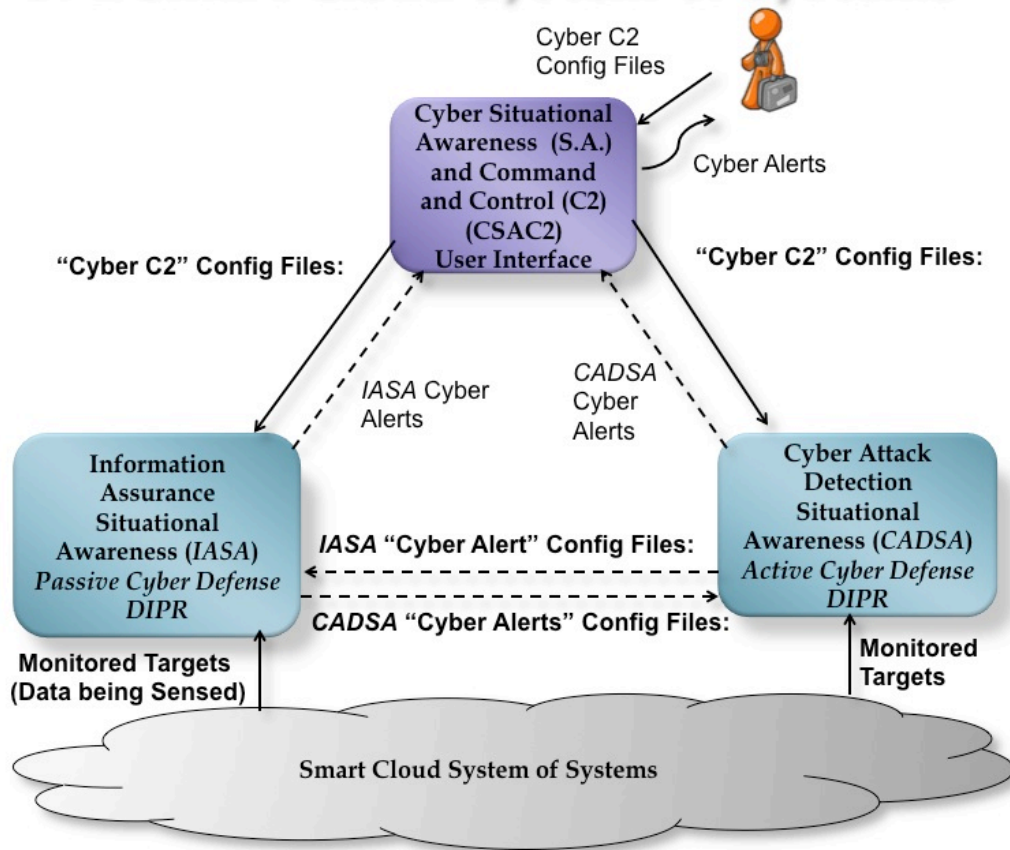 Cyber C2
Config Files
Cyber Situational
Awareness (S.A.)
and Command
and Control (C2)
(CSAC2)
User Interface
Cyber Alerts
“Cyber C2” Config Files:
“Cyber C2” Config Files:
IASA Cyber
Alerts
CADSA
Cyber
Alerts
Information
Assurance
Situational
Awareness (IASA)
Passive Cyber Defense
DIPR
Cyber Attack
Detection
Situational
Awareness (CADSA)
Active Cyber Defense
DIPR
IASA “Cyber Alert” Config Files:
CADSA “Cyber Alerts” Config Files:
Monitored Targets
(Data being Sensed)
Monitored
Targets
Smart Cloud System of Systems